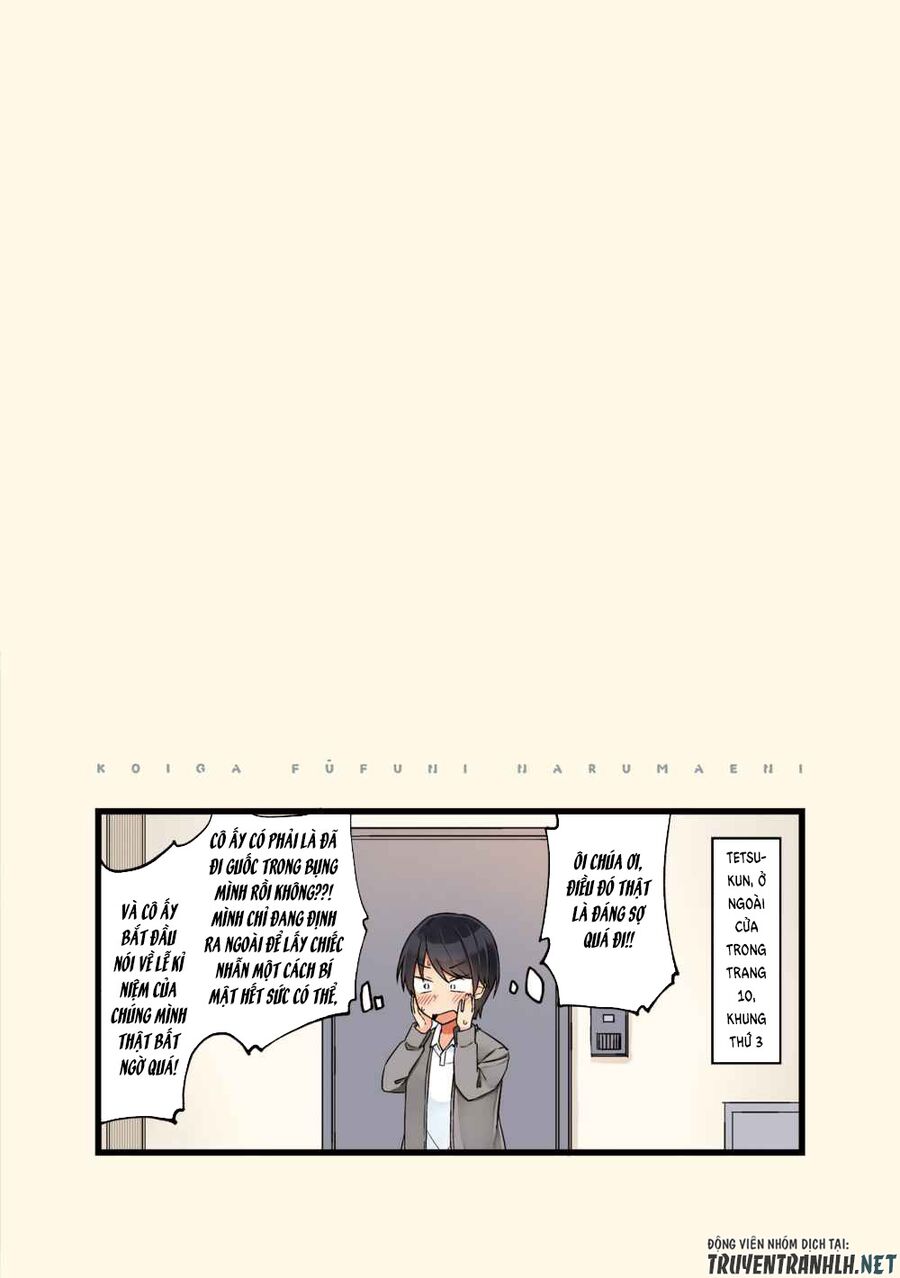 KOIGA FŪFUNI NARUMAENI
TETSU-
KUN, Ở
NGOÀI
CỬA
TRONG
TRANG
10,
KHUNG
THỨ 3
ÔI CHÚA ƠI,
ĐIỀU ĐÓ THẬT
LÀ ĐÁNG SỢ
QUÁ ĐI!!
CÔ ẤY CÓ PHẢI LÀ ĐÃ
ĐI GUỐC TRONG BỤNG
MÌNH RỒI KHÔNG??!
MÌNH CHỈ ĐANG ĐỊNH
RA NGOÀI ĐỂ LẤY CHIẾC
NHẪN MỘT CÁCH BÍ
MẬT HẾT SỨC CÓ THỂ,
VÀ CÔ ẤY
BẮT ĐẦU
NÓI VỀ LỄ KỈ
NIỆM CỦA
CHÚNG MÌNH
THẬT BẤT
NGỜ QUÁ!
ĐỘNG VIÊN NHÓM DỊCH TẠI:
TRUYENTRANHLH.NET